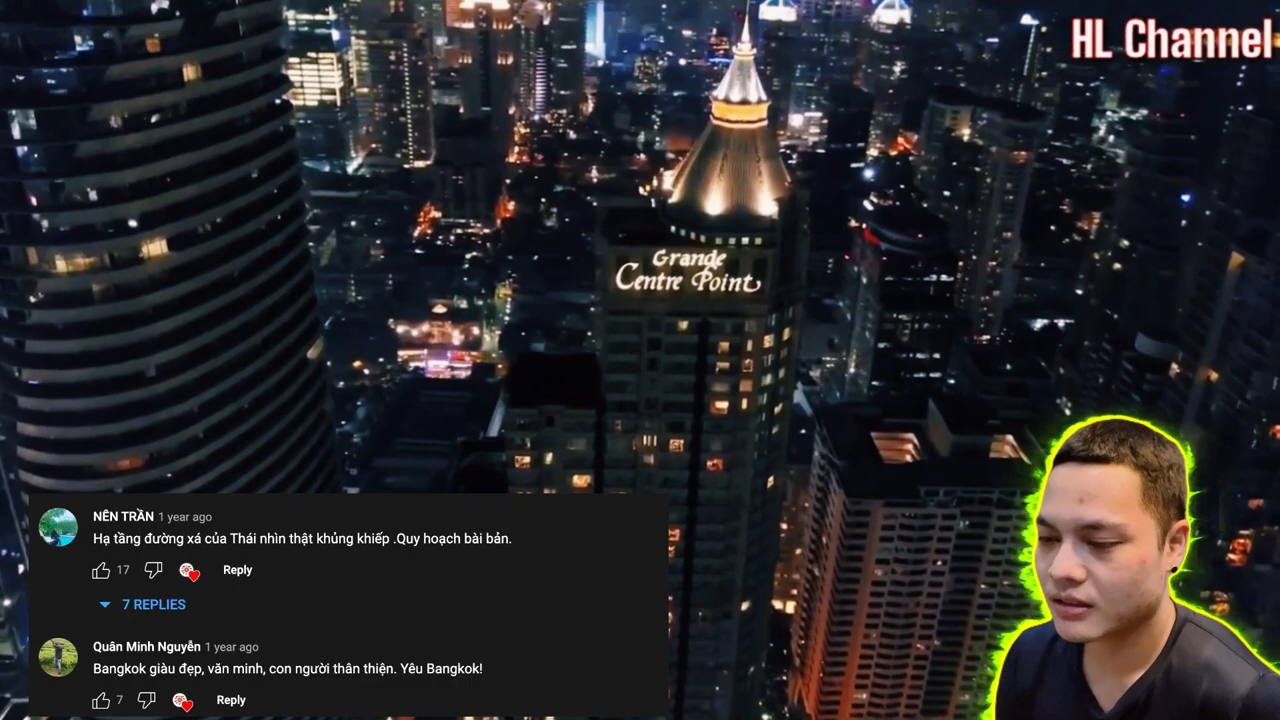 HL Channel
Grande
Centre Point
NÊN TRẦN 1 year ago
Hạ tầng đường xá của Thái nhìn thật khủng khiếp .Quy hoạch bài bản.
17 Reply
7 REPLIES
Quân Minh Nguyễn 1 year ago
Bangkok giàu đẹp, văn minh, con người thân thiện. Yêu Bangkok!
7 Reply